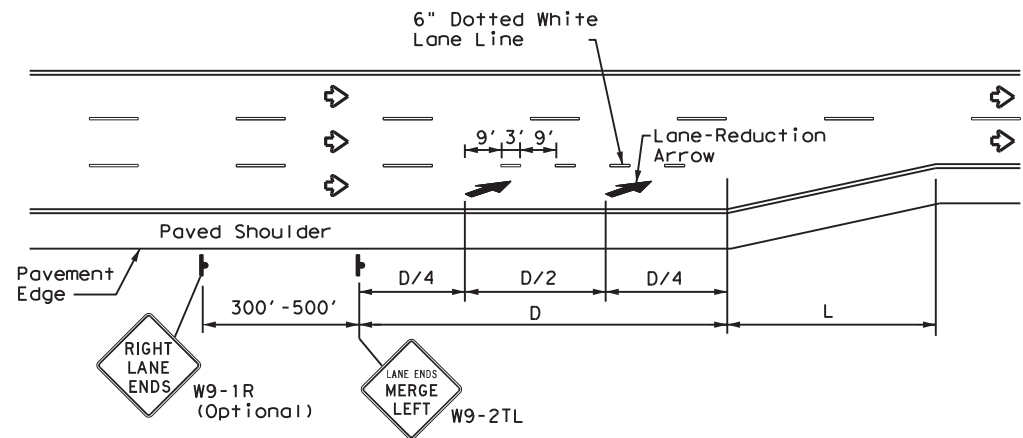 6" Dotted White
Lane Line
9' 3' 9'
Lane-Reduction
Arrow
Paved Shoulder
Pavement
Edge
D/4 D/2 D/4
300'-500' D L
RIGHT
LANE
ENDS
W9-1R
(Optional)
LANE ENDS
MERGE
LEFT
W9-2TL